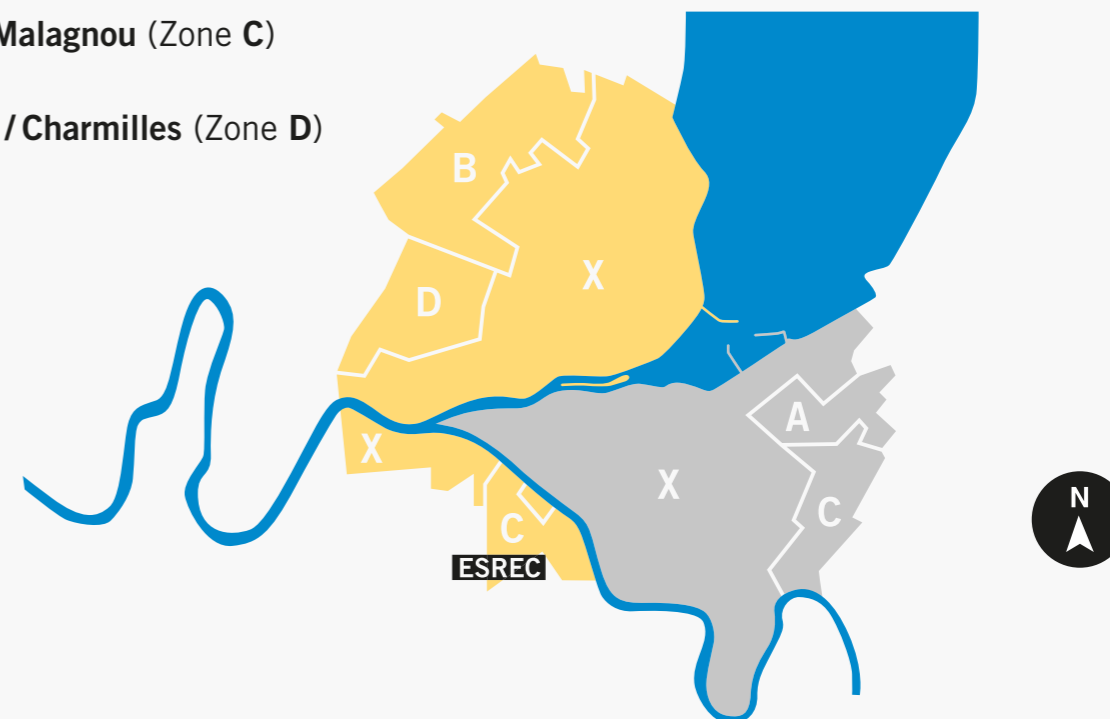 Malagnou (Zone C)
/ Charmilles (Zone D)
B
X
D
A
X
X
C
C
ESREC
N